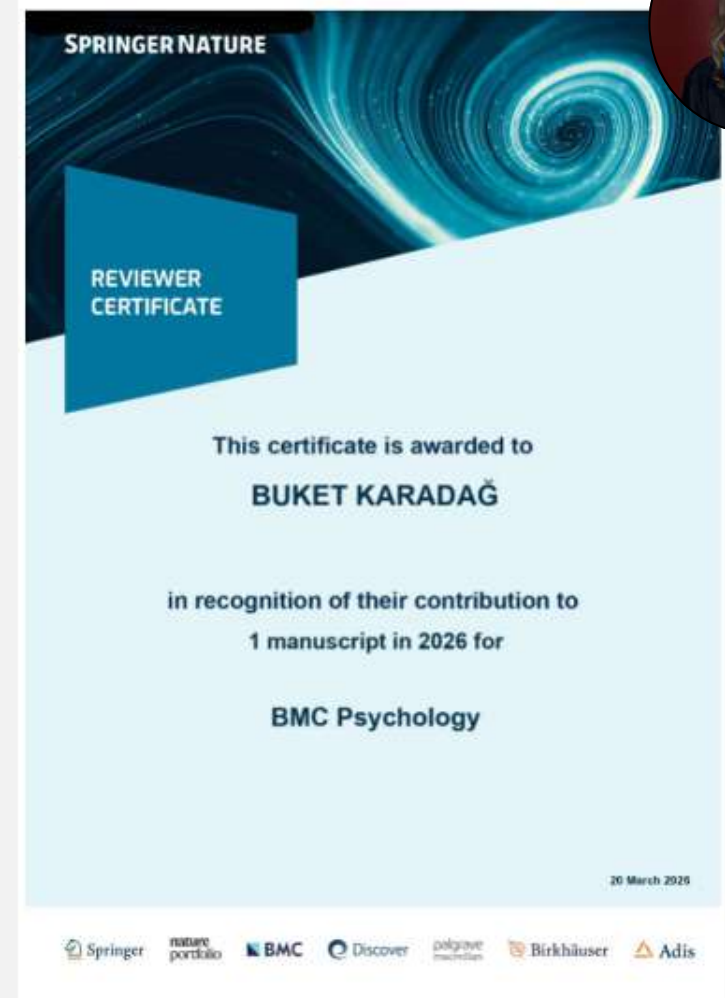 SPRINGER NATURE
REVIEWER
CERTIFICATE
This certificate is awarded to
BUKET KARADAĞ
in recognition of their contribution to
1 manuscript in 2026 for
BMC Psychology
20 March 2026
Springer nature portfolio BMC Discover palgrave macmillan Birkhäuser Adis